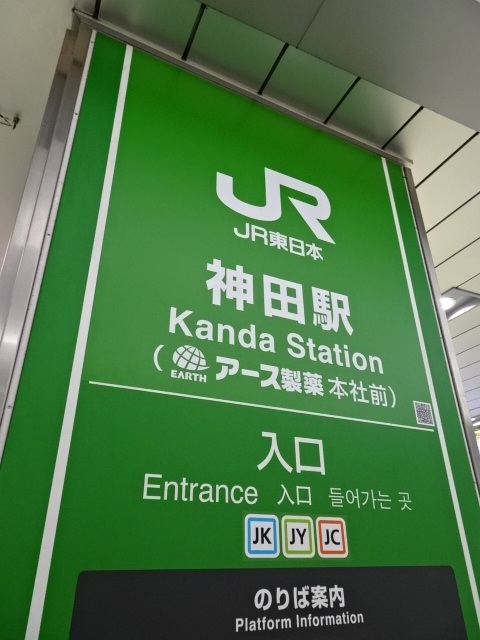 JR
JR東日本
神田駅
Kanda Station
(EARTH アース製薬 本社前)
入口
Entrance 入口 들어가는 곳
JK JY JC
のりば案内
Platform Information